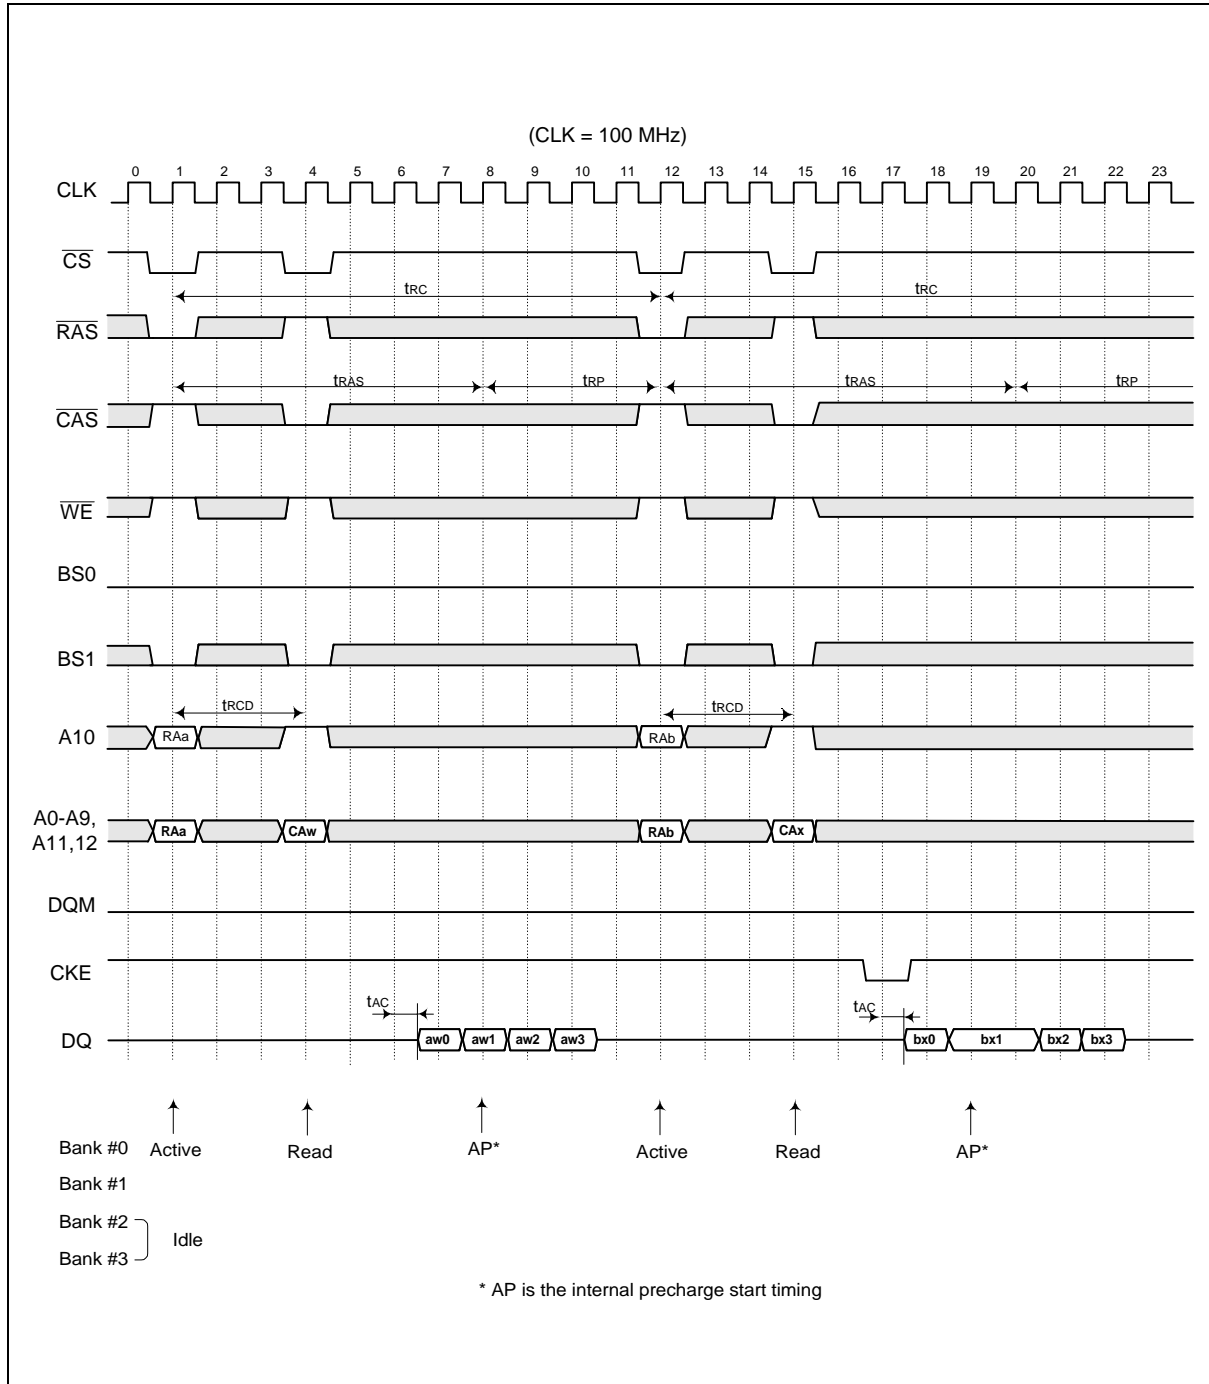 (CLK = 100 MHz)
0 1 2 3 4 5 6 7 8 9 10 11 12 13 14 15 16 17 18 19 20 21 22 23
CLK
CS
tRC tRC
RAS
tRAS tRP tRAS tRP
CAS
WE
BS0
BS1
tRCD tRCD
A10 RAa RAb
A0-A9,
A11,12 RAa CAw RAb CAx
DQM
CKE
tAC tAC
DQ aw0 aw1 aw2 aw3 bx0 bx1 bx2 bx3
Bank #0 Active Read AP* Active Read AP*
Bank #1
Bank #2
Idle
Bank #3
* AP is the internal precharge start timing